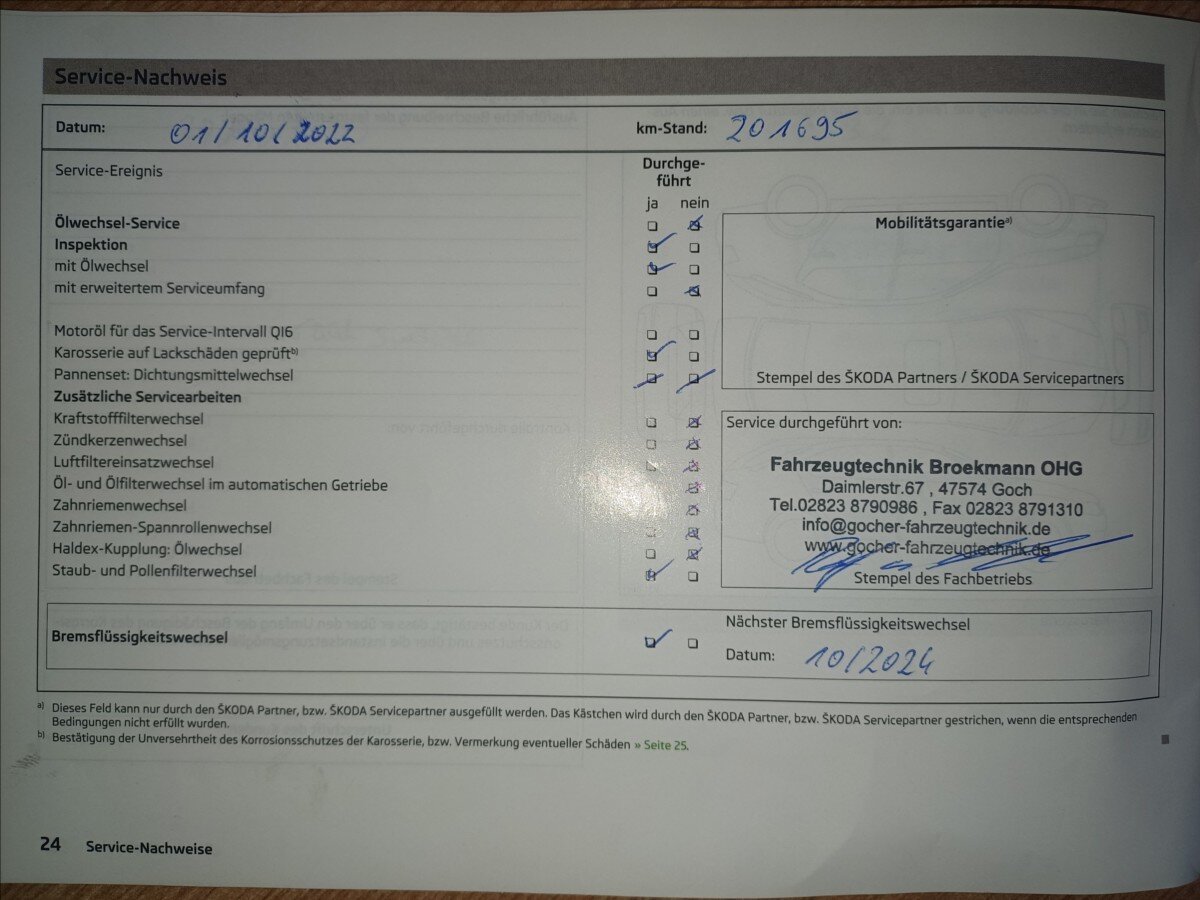 Service-Nachweis
Datum: 01/10/2022 km-Stand: 201695
Service-Ereignis
Durchge-
führt
ja nein
Ölwechsel-Service
Inspektion
mit Ölwechsel
mit erweitertem Serviceumfang
Motoröl für das Service-Intervall QI6
Karosserie auf Lackschäden geprüft b)
Pannenset: Dichtungsmittelwechsel
Zusätzliche Servicearbeiten
Kraftstofffilterwechsel
Zündkerzenwechsel
Luftfiltereinsatzwechsel
Öl- und Ölfilterwechsel im automatischen Getriebe
Zahnriemenwechsel
Zahnriemen-Spannrollenwechsel
Haldex-Kupplung: Ölwechsel
Staub- und Pollenfilterwechsel
Mobilitätsgarantie a)
Stempel des ŠKODA Partners / ŠKODA Servicepartners
Service durchgeführt von:
Fahrzeugtechnik Broekmann OHG
Daimlerstr.67 , 47574 Goch
Tel.02823 8790986 , Fax 02823 8791310
info@gocher-fahrzeugtechnik.de
www.gocher-fahrzeugtechnik.de
Stempel des Fachbetriebs
Bremsflüssigkeitswechsel
Nächster Bremsflüssigkeitswechsel
Datum: 10/2024
a) Dieses Feld kann nur durch den ŠKODA Partner, bzw. ŠKODA Servicepartner ausgefüllt werden. Das Kästchen wird durch den ŠKODA Partner, bzw. ŠKODA Servicepartner gestrichen, wenn die entsprechenden
Bedingungen nicht erfüllt wurden.
b) Bestätigung der Unversehrtheit des Korrosionsschutzes der Karosserie, bzw. Vermerkung eventueller Schäden » Seite 25.
24 Service-Nachweise